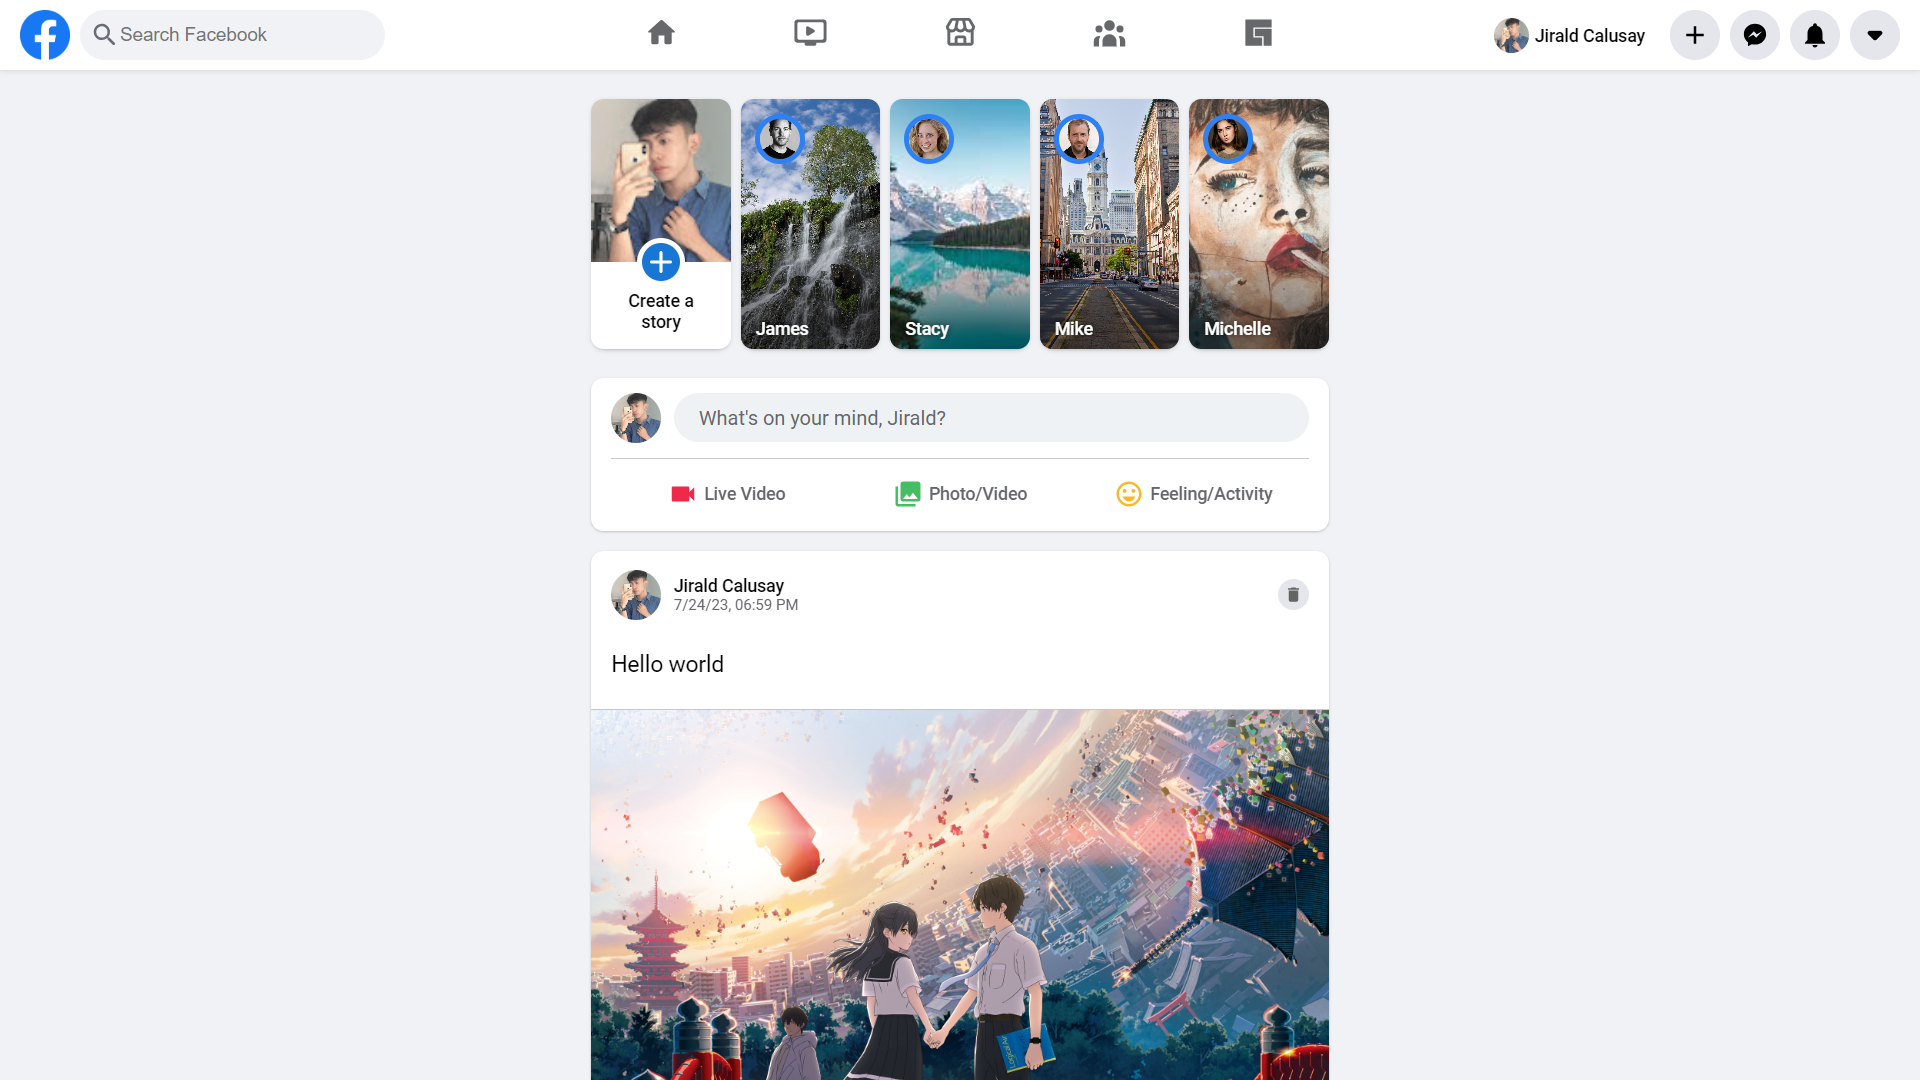 Search Facebook
Jirald Calusay
Create a
story
James
Stacy
Mike
Michelle
What's on your mind, Jirald?
Live Video
Photo/Video
Feeling/Activity
Jirald Calusay
7/24/23, 06:59 PM
Hello world